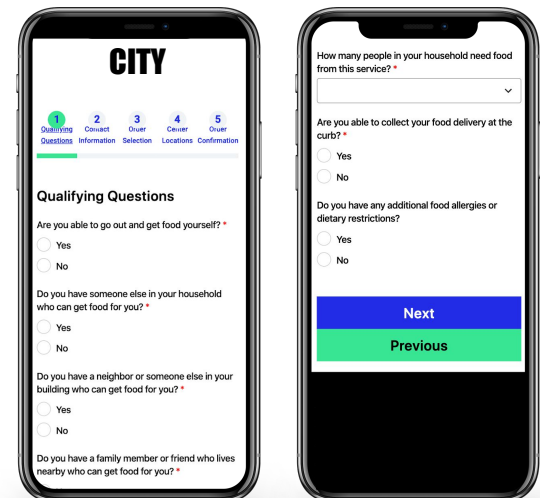 CITY
1 2 3 4 5
Qualifying Contact Order Center Order
Questions Information Selection Locations Confirmation
Qualifying Questions
Are you able to go out and get food yourself? *
Yes
No
Do you have someone else in your household
who can get food for you? *
Yes
No
Do you have a neighbor or someone else in your
building who can get food for you? *
Yes
No
Do you have a family member or friend who lives
nearby who can get food for you? *
How many people in your household need food
from this service? *
Are you able to collect your food delivery at the
curb? *
Yes
No
Do you have any additional food allergies or
dietary restrictions?
Yes
No
Next
Previous